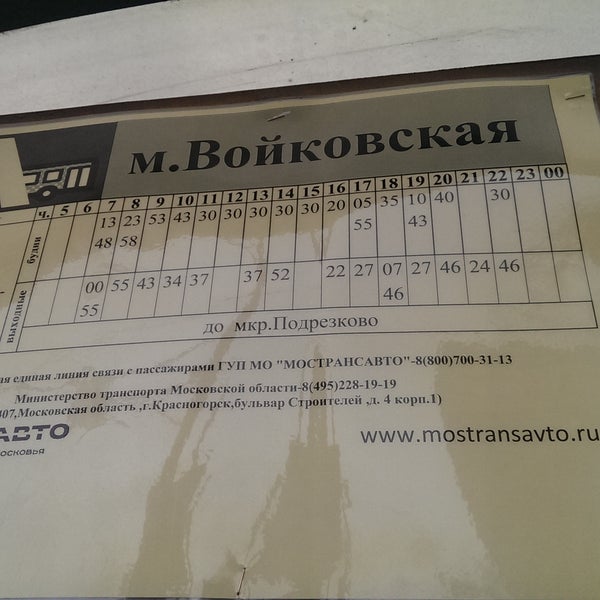 м.Войковская
ч. 5 6 7 8 9 10 11 12 13 14 15 16 17 18 19 20 21 22 23 00
будни 13 23 53 43 30 30 30 30 30 20 05 35 10 40 30
48 58 55 43
выходные 00 55 43 34 37 37 52 22 27 07 27 46 24 46
55 46
до мкр.Подрезково
единая линия связи с пассажирами ГУП МО "МОСТРАНСАВТО"-8(800)700-31-13
Министерство транспорта Московской области-8(495)228-19-19
307,Московская область ,г.Красногорск,бульвар Строителей ,д. 4 корп.1)
АВТО
www.mostransavto.ru